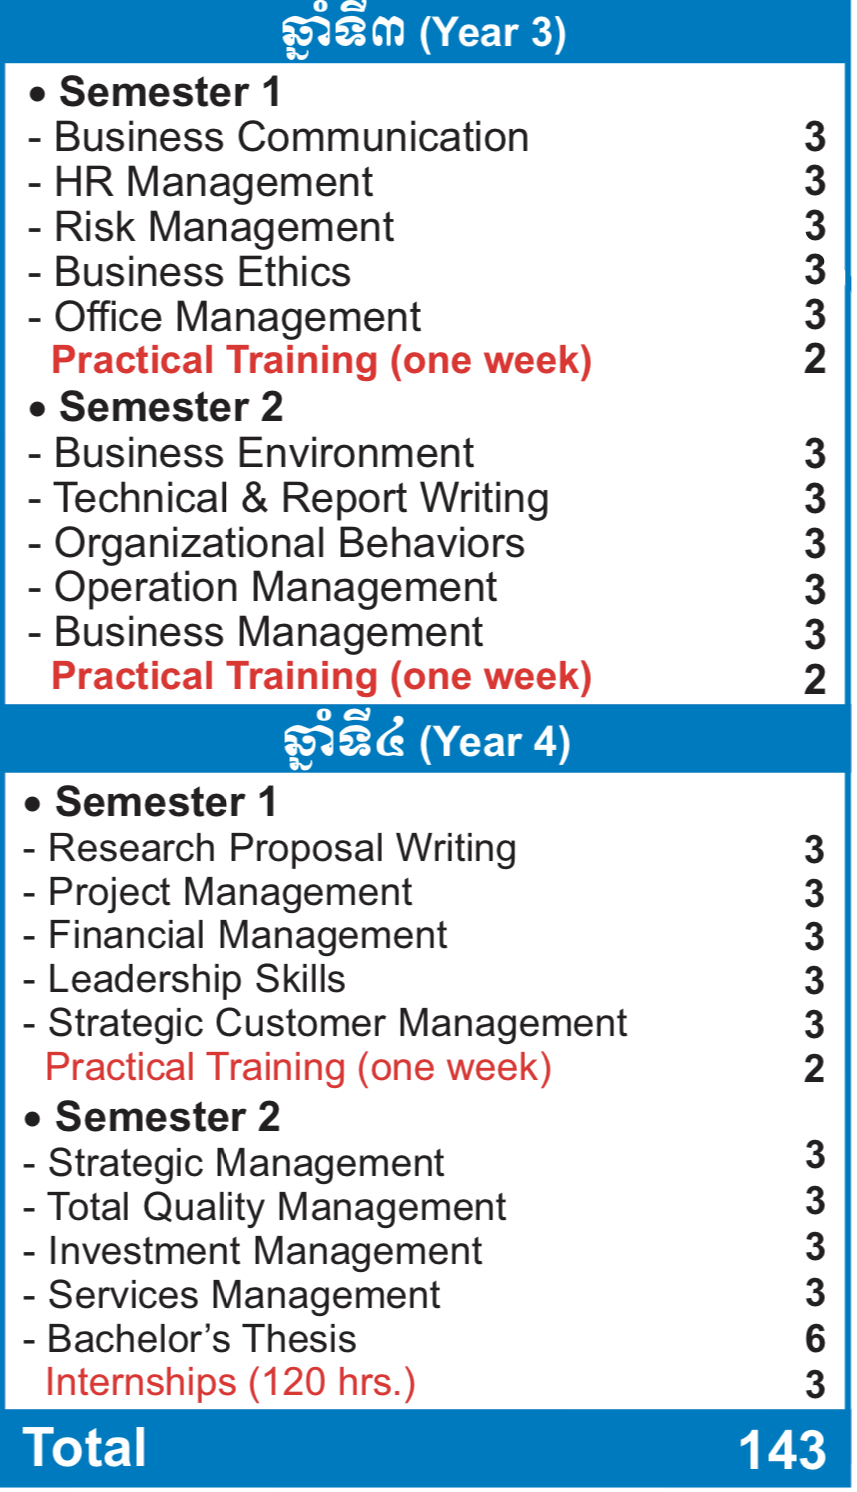 ឆ្នាំទី៣ (Year 3)
• Semester 1
- Business Communication 3
- HR Management 3
- Risk Management 3
- Business Ethics 3
- Office Management 3
Practical Training (one week) 2
• Semester 2
- Business Environment 3
- Technical & Report Writing 3
- Organizational Behaviors 3
- Operation Management 3
- Business Management 3
Practical Training (one week) 2
ឆ្នាំទី៤ (Year 4)
• Semester 1
- Research Proposal Writing 3
- Project Management 3
- Financial Management 3
- Leadership Skills 3
- Strategic Customer Management 3
Practical Training (one week) 2
• Semester 2
- Strategic Management 3
- Total Quality Management 3
- Investment Management 3
- Services Management 3
- Bachelor’s Thesis 6
Internships (120 hrs.) 3
Total 143